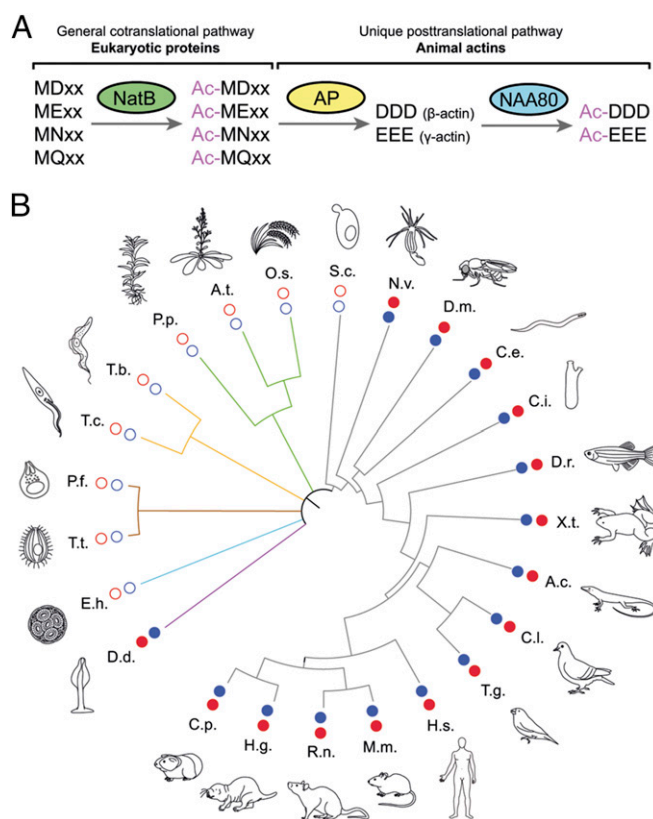 A
General cotranslational pathway
Eukaryotic proteins
Unique posttranslational pathway
Animal actins
MDxx
MExx
MNxx
MQxx
NatB
Ac-MDxx
Ac-MExx
Ac-MNxx
Ac-MQxx
AP
DDD (β-actin)
EEE (γ-actin)
NAA80
Ac-DDD
Ac-EEE
B
S.c.
N.v.
D.m.
C.e.
C.i.
D.r.
X.t.
A.c.
C.l.
T.g.
H.s.
M.m.
R.n.
H.g.
C.p.
D.d.
E.h.
T.t.
P.f.
T.c.
T.b.
P.p.
A.t.
O.s.